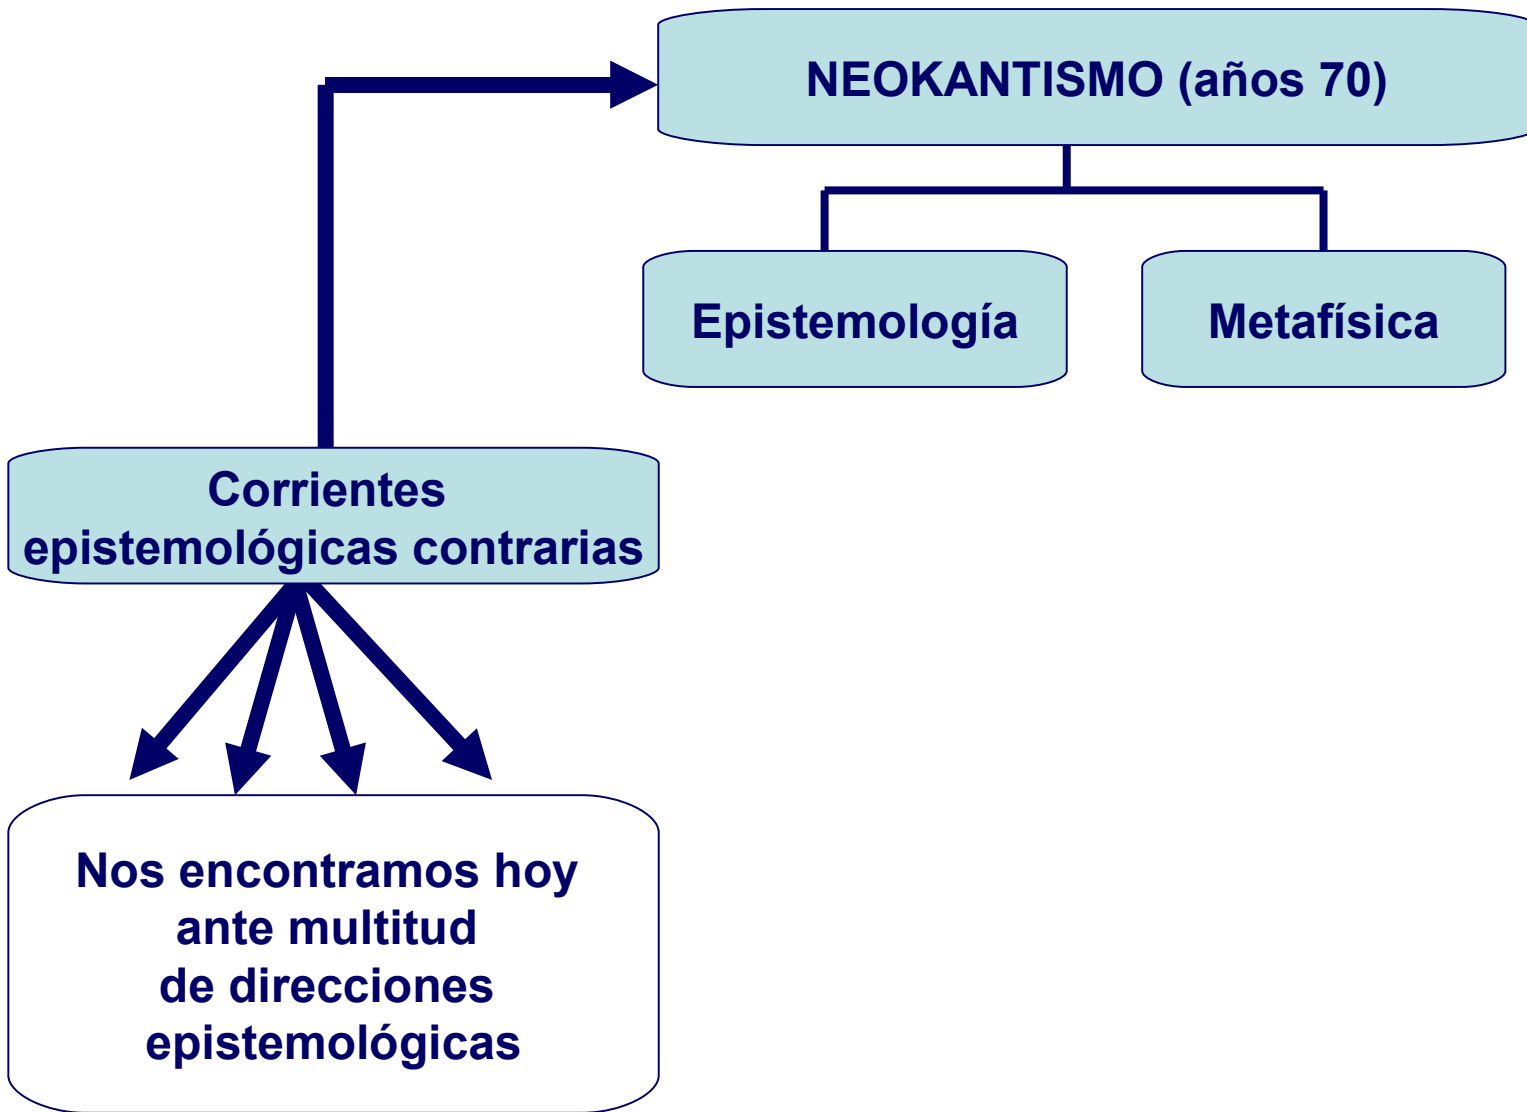 NEOKANTISMO (años 70)
Epistemología
Metafísica
Corrientes
epistemológicas contrarias
Nos encontramos hoy
ante multitud
de direcciones
epistemológicas